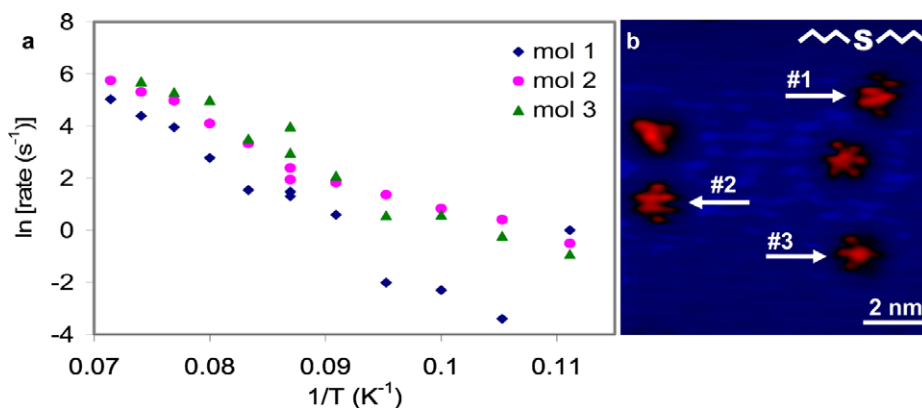 a
8
6
4
2
0
-2
-4
0.07 0.08 0.09 0.1 0.11
1/T (K-1)
ln [rate (s-1)]
mol 1
mol 2
mol 3
b
S
#1
#2
#3
2 nm